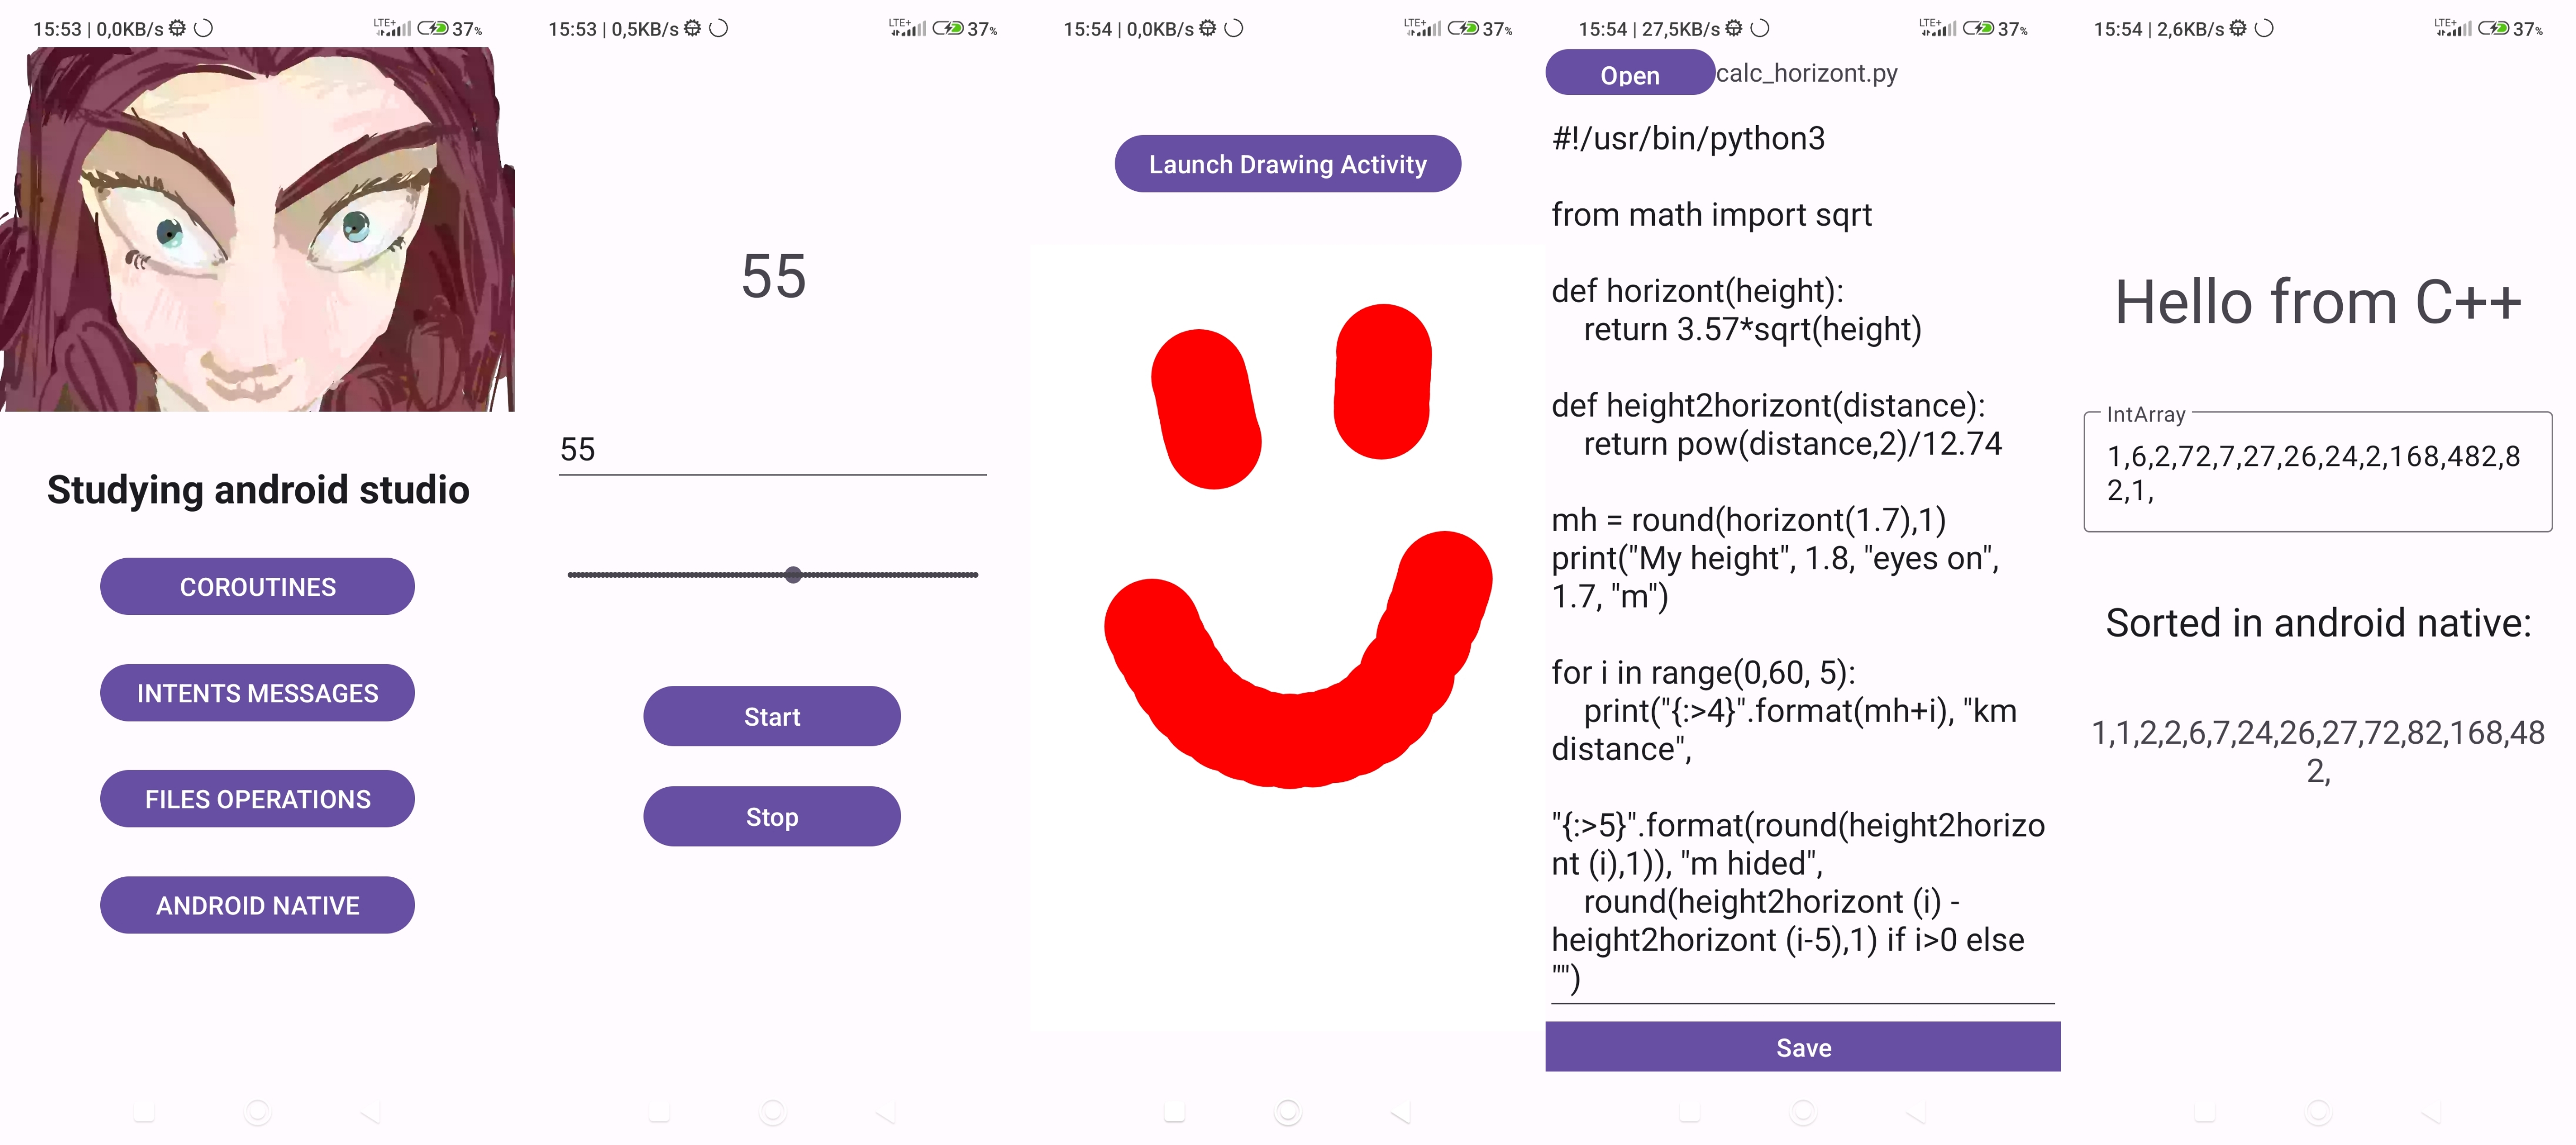 15:53 | 0,0KB/s LTE+ 37%
Studying android studio
COROUTINES
INTENTS MESSAGES
FILES OPERATIONS
ANDROID NATIVE
15:53 | 0,5KB/s LTE+ 37%
55
55
Start
Stop
15:54 | 0,0KB/s LTE+ 37%
Launch Drawing Activity
15:54 | 27,5KB/s LTE+ 37%
Open calc_horizont.py
#!/usr/bin/python3
from math import sqrt
def horizont(height):
    return 3.57*sqrt(height)
def height2horizont(distance):
    return pow(distance,2)/12.74
mh = round(horizont(1.7),1)
print("My height", 1.8, "eyes on",
1.7, "m")
for i in range(0,60, 5):
    print("{:>4}".format(mh+i), "km
distance",
"{:>5}".format(round(height2horizo
nt (i),1)), "m hided",
    round(height2horizont (i) -
height2horizont (i-5),1) if i>0 else
"")
Save
15:54 | 2,6KB/s LTE+ 37%
Hello from C++
IntArray
1,6,2,72,7,27,26,24,2,168,482,8
2,1,
Sorted in android native:
1,1,2,2,6,7,24,26,27,72,82,168,48
2,